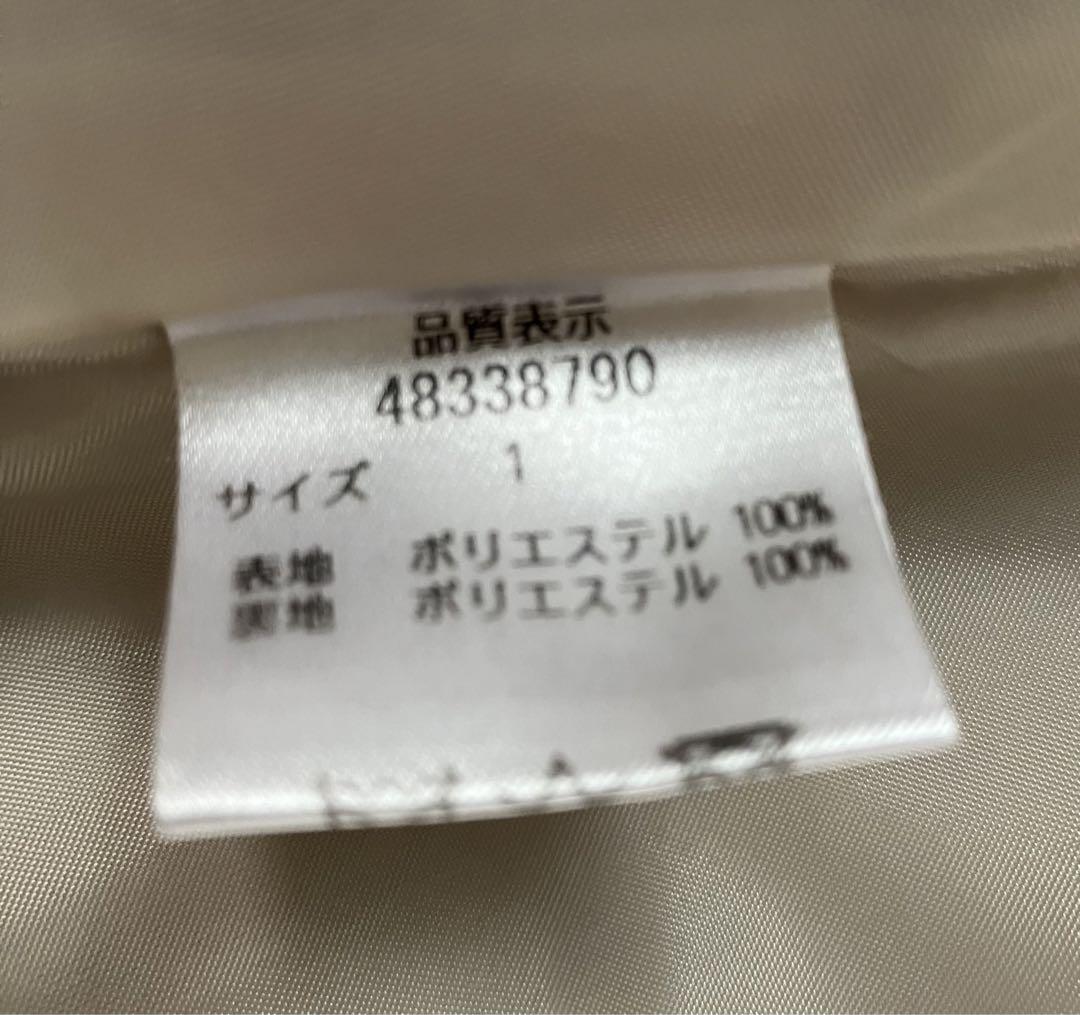 品質表示
48338790
サイズ 1
表地 ポリエステル 100%
裏地 ポリエステル 100%